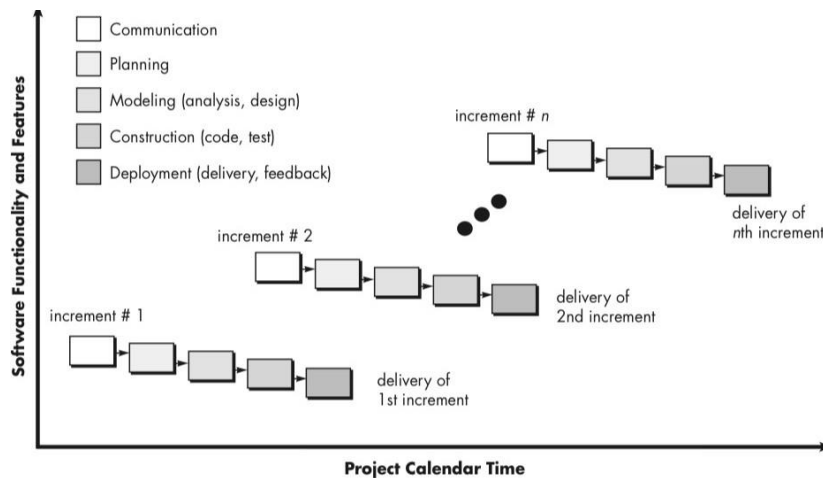 Communication
Planning
Modeling (analysis, design)
Construction (code, test)
Deployment (delivery, feedback)
increment # n
delivery of
nth increment
increment # 2
delivery of
2nd increment
increment # 1
delivery of
1st increment
Software Functionality and Features
Project Calendar Time